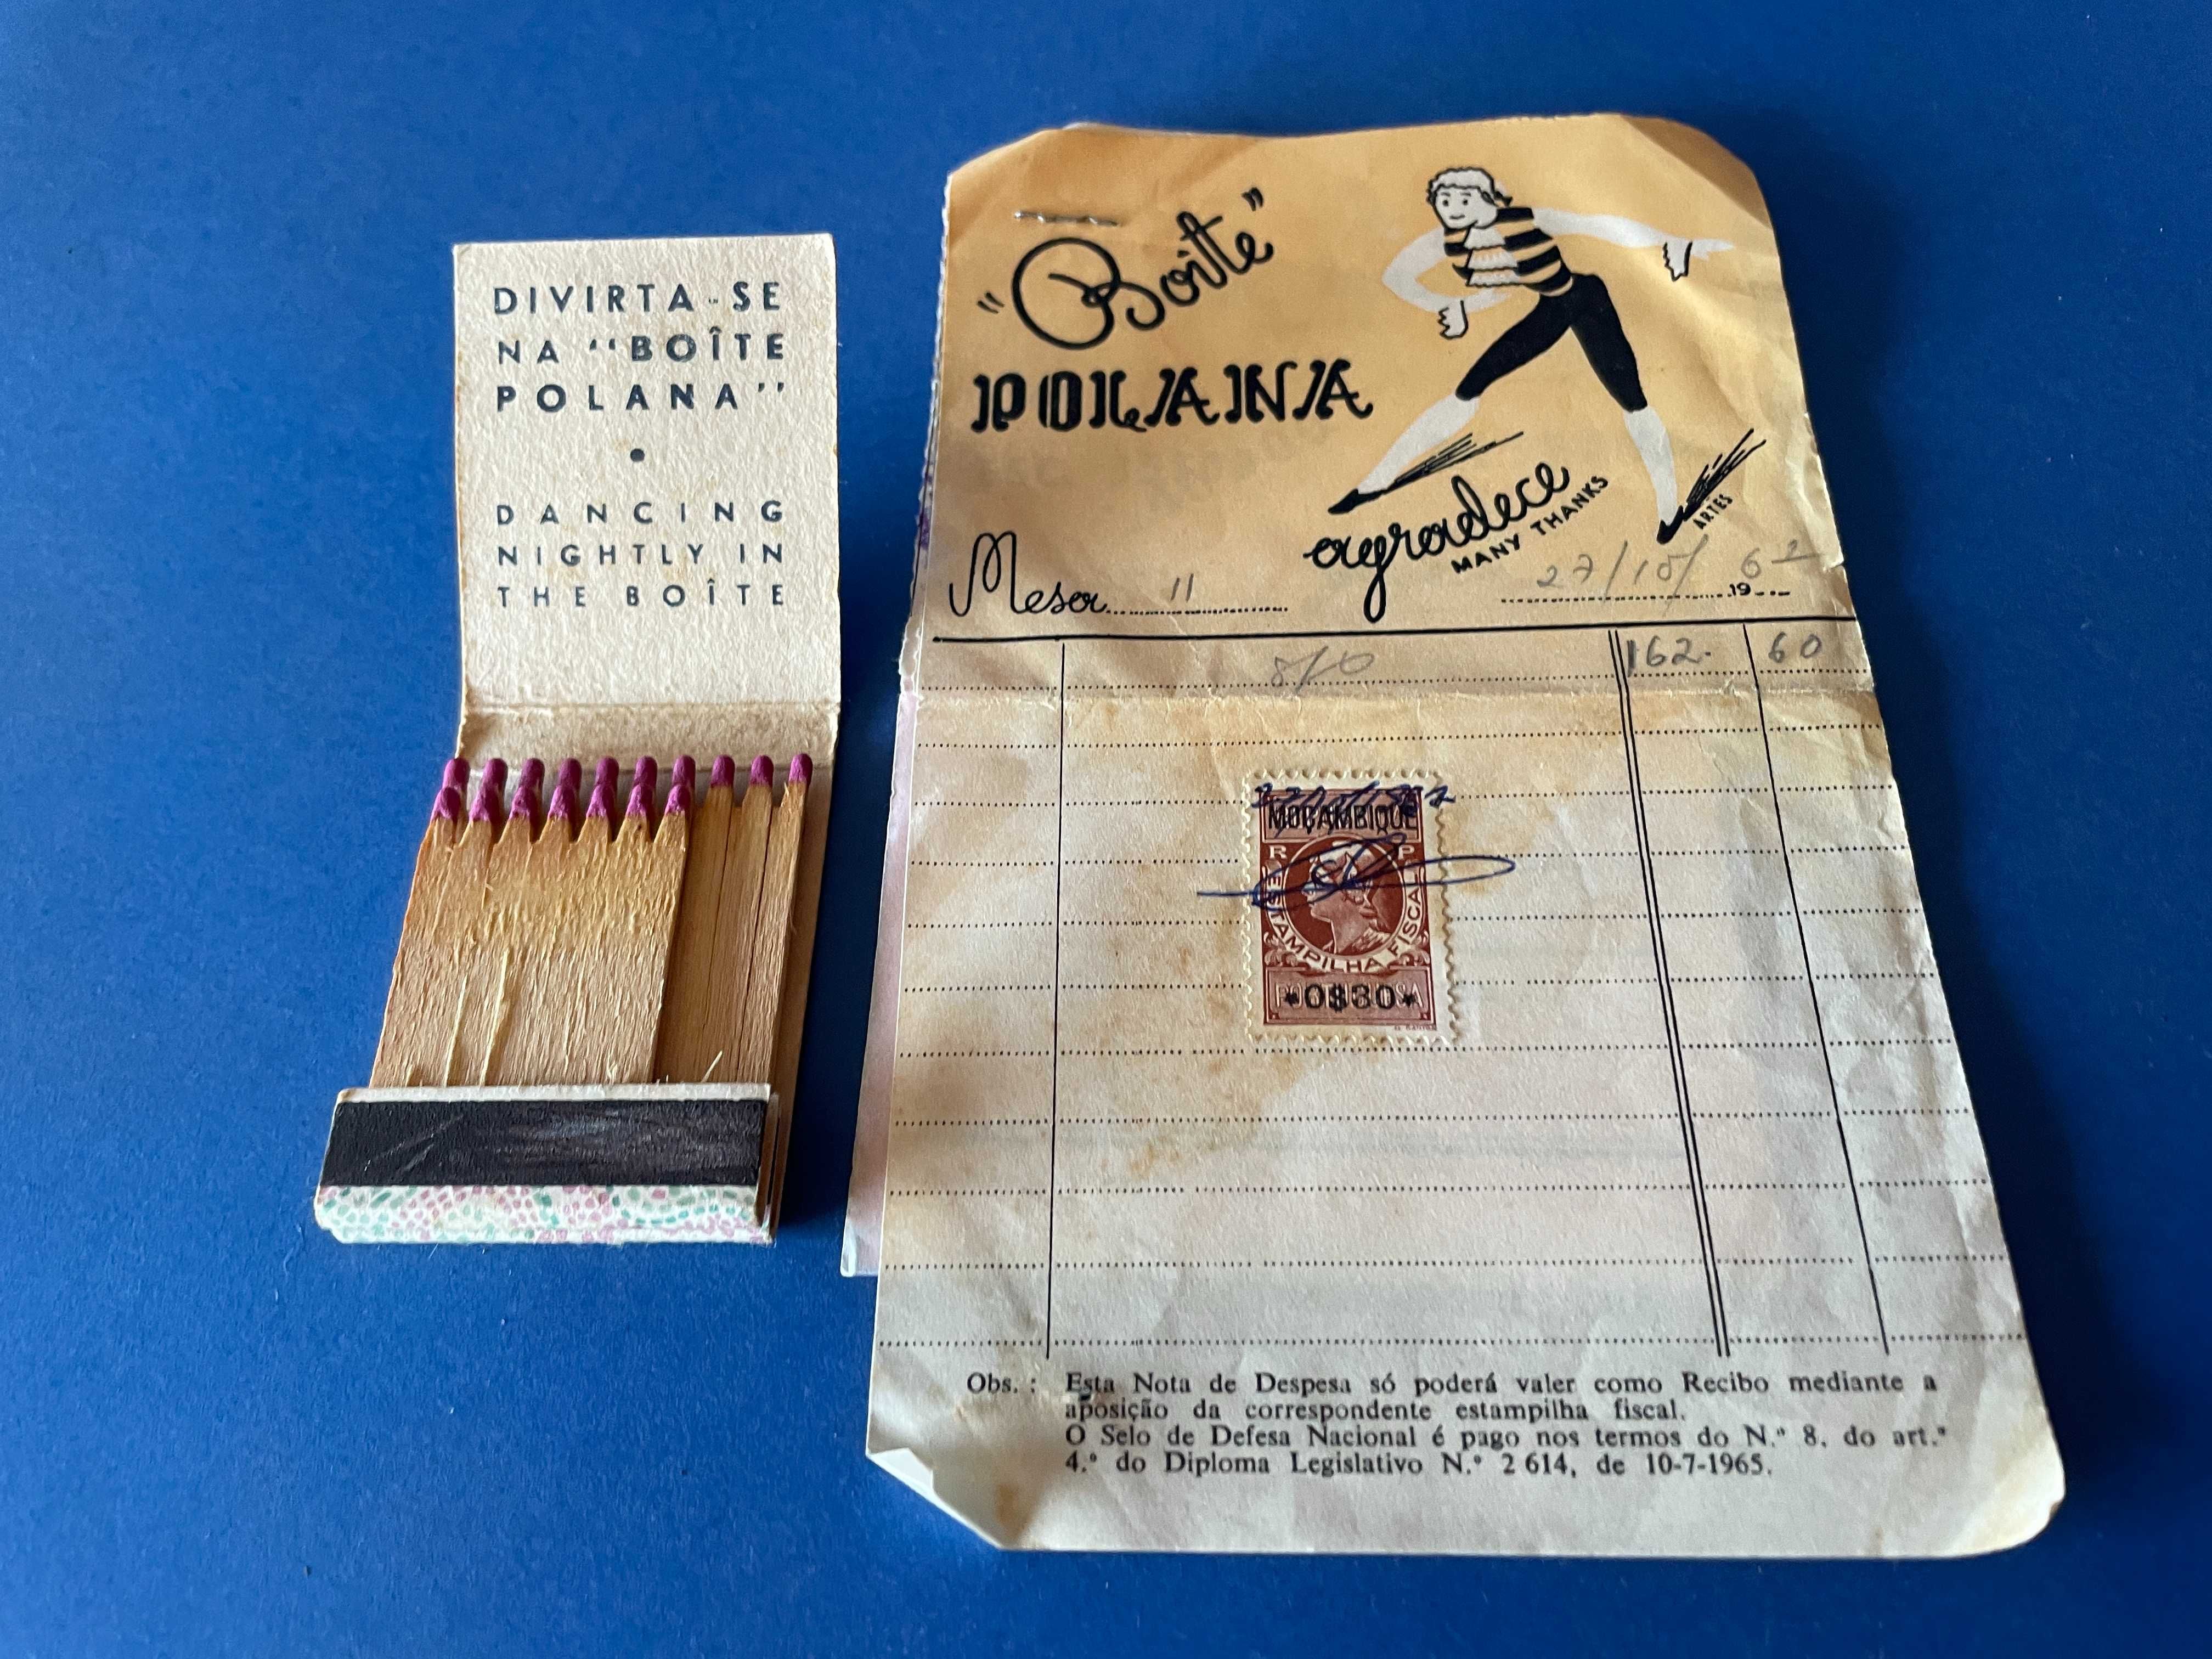 DIVIRTA-SE
NA "BOÎTE
POLANA"
•
DANCING
NIGHTLY IN
THE BOÎTE
"Boîte"
POLANA
agradece
MANY THANKS
ARTES
Mesa 11
27/10/ 19 6
162. 60
MOÇAMBIQUE
R P
ESTAMPILHA FISCAL
*0$30*
Obs. : Esta Nota de Despesa só poderá valer como Recibo mediante a
aposição da correspondente estampilha fiscal.
O Selo de Defesa Nacional é pago nos termos do N.º 8. do art.º
4.º do Diploma Legislativo N.º 2 614, de 10-7-1965.